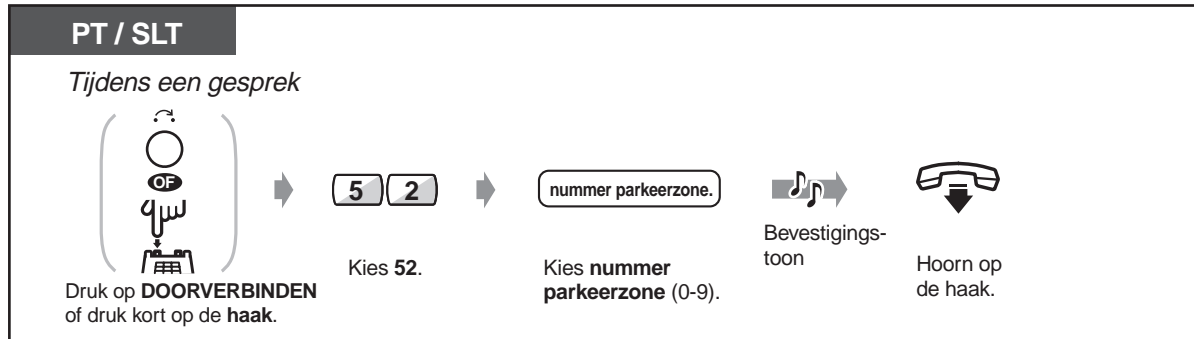 PT / SLT
Tijdens een gesprek
OF
5 2
nummer parkeerzone.
Druk op DOORVERBINDEN
of druk kort op de haak.
Kies 52.
Kies nummer
parkeerzone (0-9).
Bevestigings-
toon
Hoorn op
de haak.